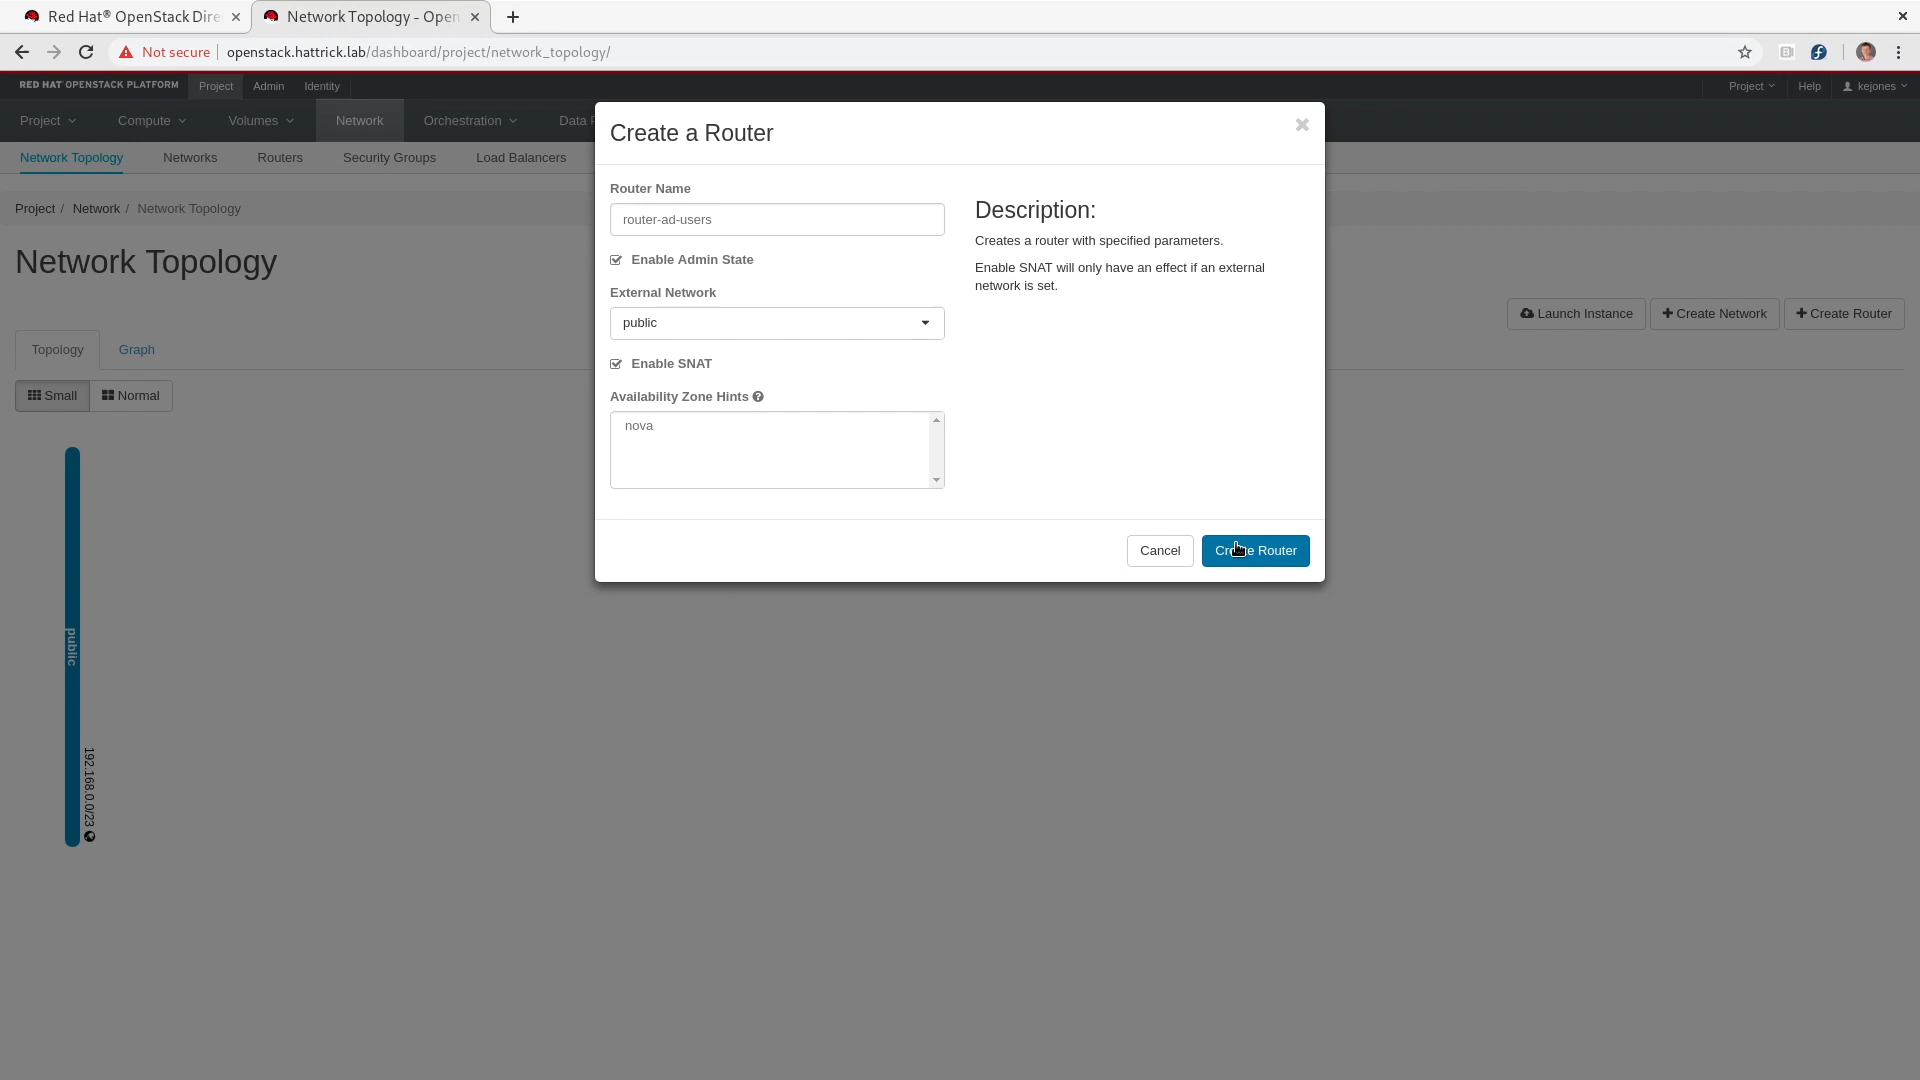 Red Hat® OpenStack Dire
Network Topology - Open
Not secure
openstack.hattrick.lab/dashboard/project/network_topology/
RED HAT OPENSTACK PLATFORM
Project
Admin
Identity
Project
Help
kejones
Project
Compute
Volumes
Network
Orchestration
Data
Network Topology
Networks
Routers
Security Groups
Load Balancers
Project / Network / Network Topology
Network Topology
Launch Instance
Create Network
Create Router
Topology
Graph
Small
Normal
public
192.168.0.0/23
Create a Router
Router Name
router-ad-users
Enable Admin State
External Network
public
Enable SNAT
Availability Zone Hints
nova
Description:
Creates a router with specified parameters.
Enable SNAT will only have an effect if an external
network is set.
Cancel
Create Router